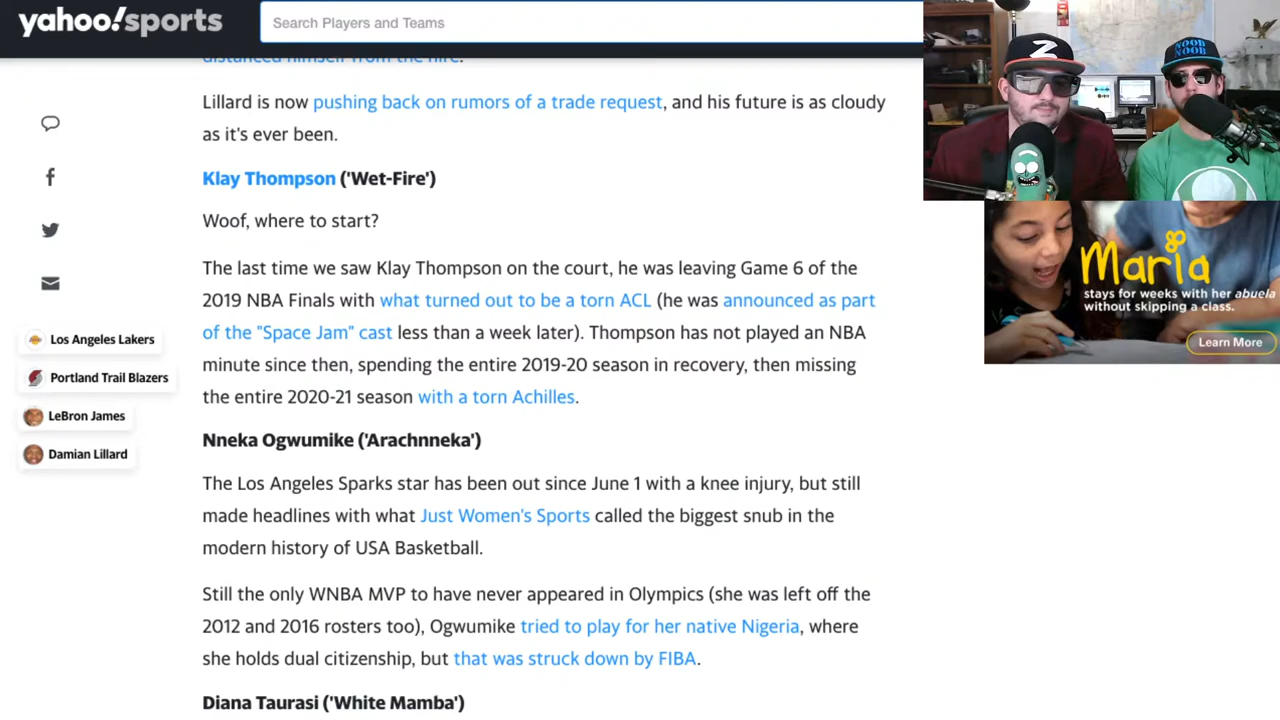 yahoo!sports
Search Players and Teams
distanced himself from the hire.
Lillard is now pushing back on rumors of a trade request, and his future is as cloudy
as it's ever been.
Klay Thompson ('Wet-Fire')
Woof, where to start?
The last time we saw Klay Thompson on the court, he was leaving Game 6 of the
2019 NBA Finals with what turned out to be a torn ACL (he was announced as part
of the "Space Jam" cast less than a week later). Thompson has not played an NBA
minute since then, spending the entire 2019-20 season in recovery, then missing
the entire 2020-21 season with a torn Achilles.
Nneka Ogwumike ('Arachnneka')
The Los Angeles Sparks star has been out since June 1 with a knee injury, but still
made headlines with what Just Women's Sports called the biggest snub in the
modern history of USA Basketball.
Still the only WNBA MVP to have never appeared in Olympics (she was left off the
2012 and 2016 rosters too), Ogwumike tried to play for her native Nigeria, where
she holds dual citizenship, but that was struck down by FIBA.
Diana Taurasi ('White Mamba')
Los Angeles Lakers
Portland Trail Blazers
LeBron James
Damian Lillard
Z
NOOB
NOOB
Maria
stays for weeks with her abuela
without skipping a class.
Learn More